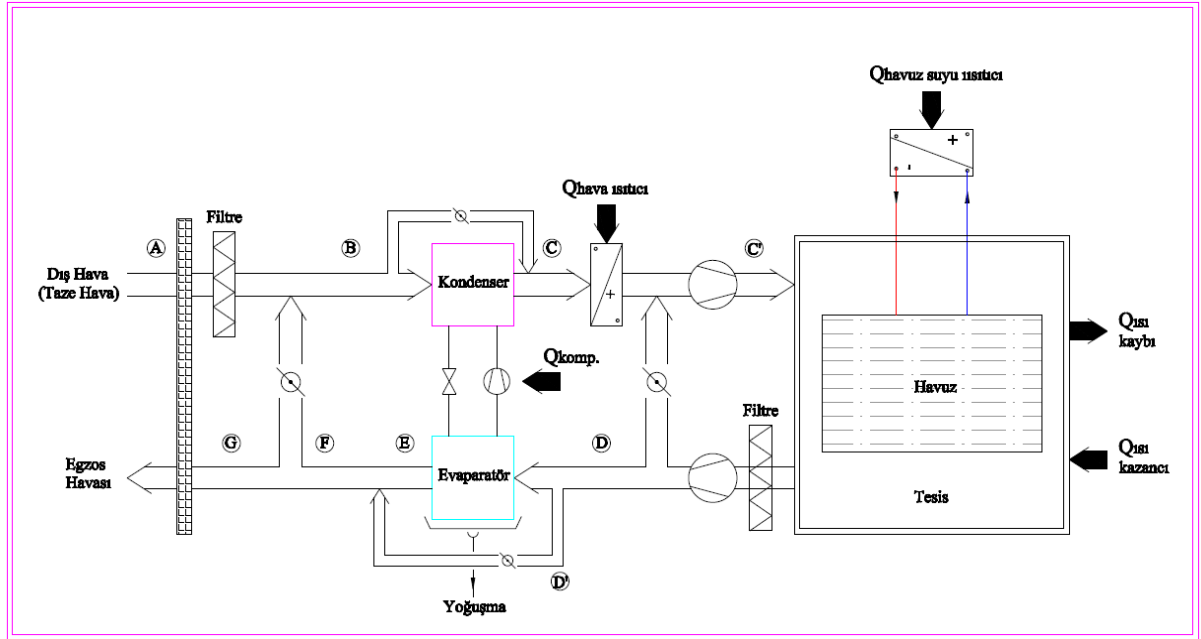 Qhavuz suyu ıısıtıcı
+
-
Qhava ısıtıcı
Filtre
A
B
C
C'
Dış Hava
(Taze Hava)
Kondenser
+
Qısı
kaybı
Qkomp.
Havuz
Filtre
G
F
E
D
Qısı
kazancı
Egzos
Havası
Evaparatör
Tesis
D'
Yoğuşma